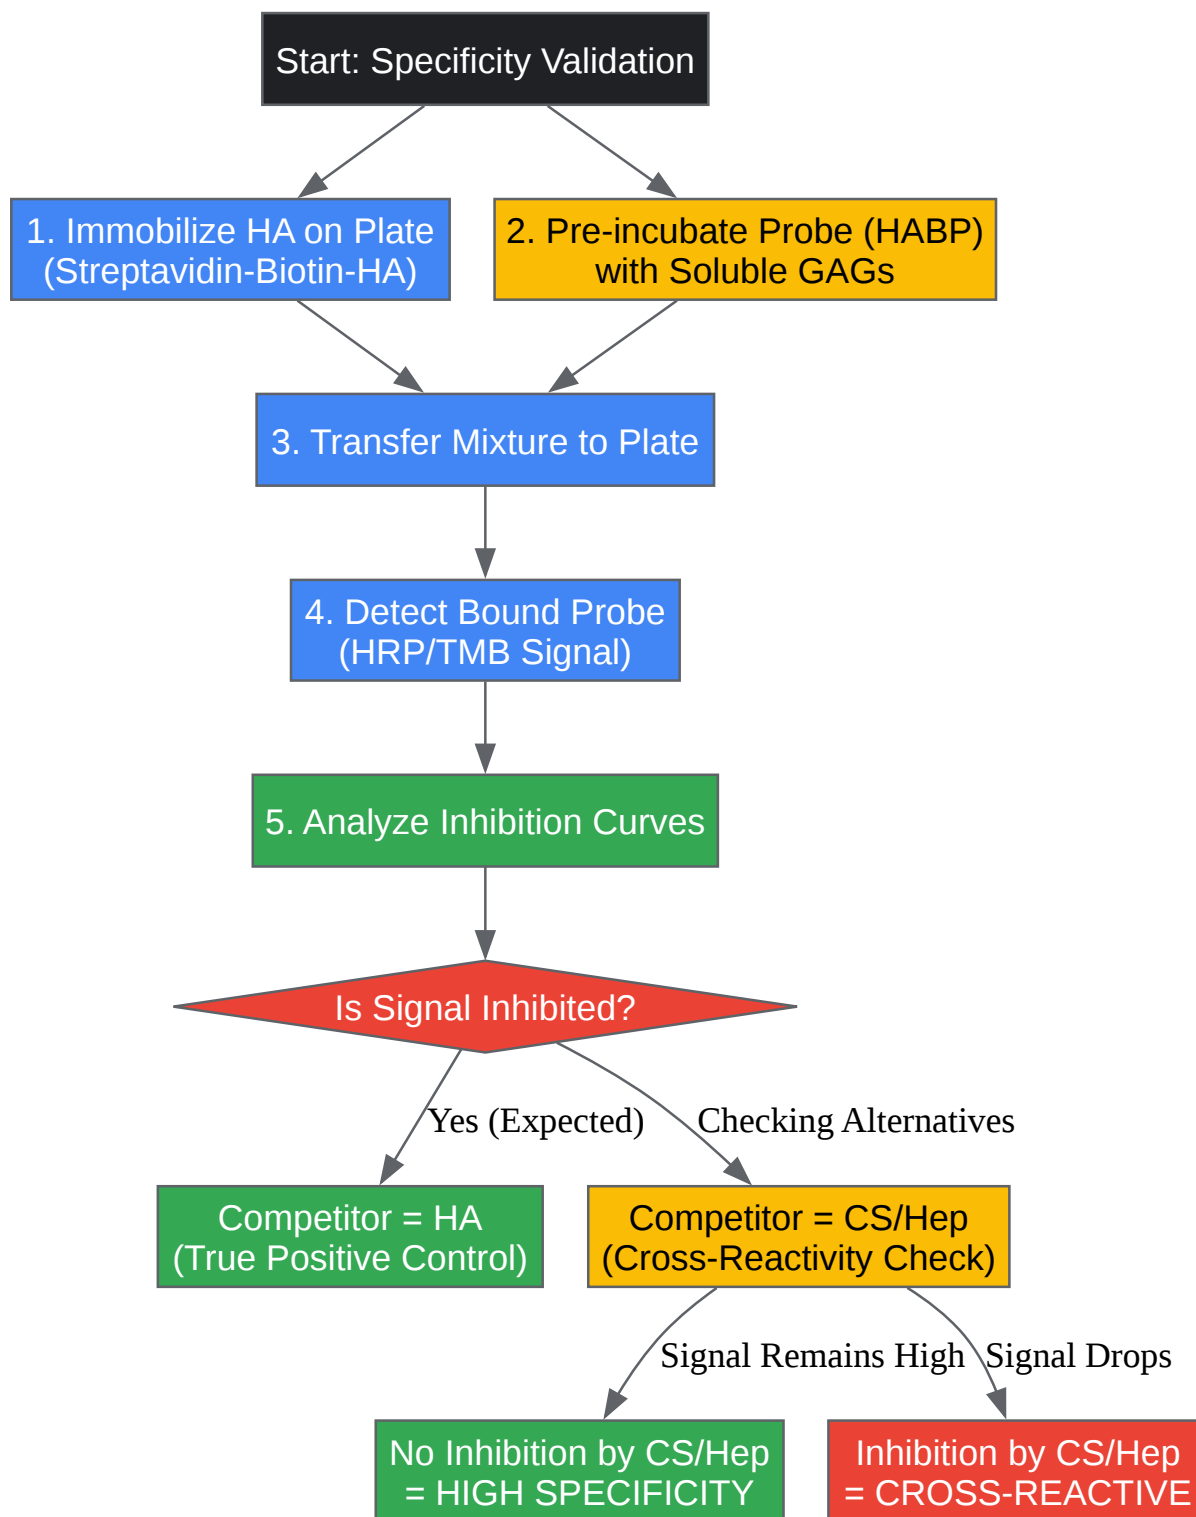 Start: Specificity Validation
1. Immobilize HA on Plate
(Streptavidin-Biotin-HA)
2. Pre-incubate Probe (HABP)
with Soluble GAGs
3. Transfer Mixture to Plate
4. Detect Bound Probe
(HRP/TMB Signal)
5. Analyze Inhibition Curves
Is Signal Inhibited?
Yes (Expected)
Checking Alternatives
Competitor = HA
(True Positive Control)
Competitor = CS/Hep
(Cross-Reactivity Check)
Signal Remains High
Signal Drops
No Inhibition by CS/Hep
= HIGH SPECIFICITY
Inhibition by CS/Hep
= CROSS-REACTIVE